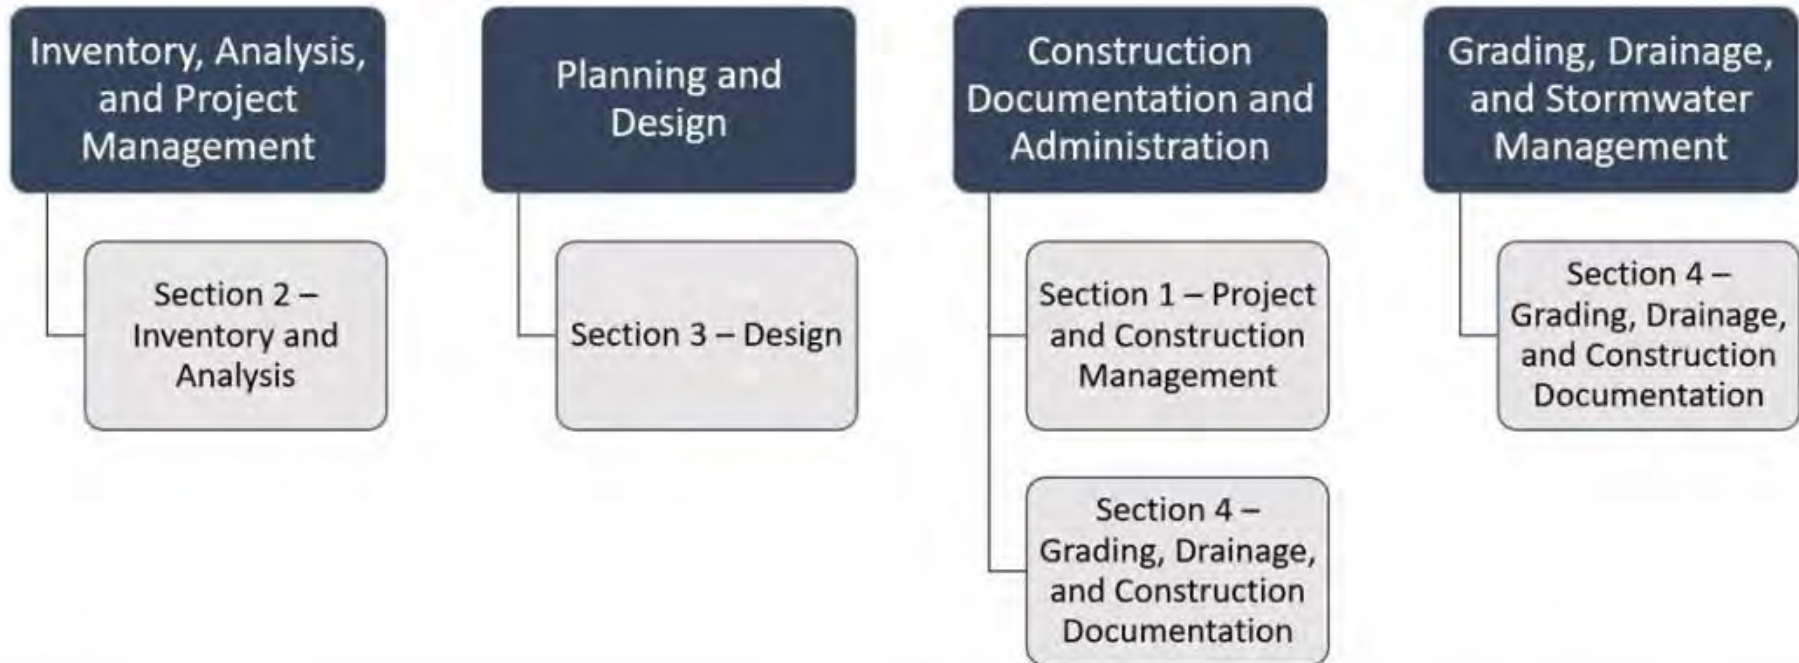 Inventory, Analysis,
and Project
Management
Section 2 –
Inventory and
Analysis
Planning and
Design
Section 3 – Design
Construction
Documentation and
Administration
Section 1 – Project
and Construction
Management
Section 4 –
Grading, Drainage,
and Construction
Documentation
Grading, Drainage,
and Stormwater
Management
Section 4 –
Grading, Drainage,
and Construction
Documentation